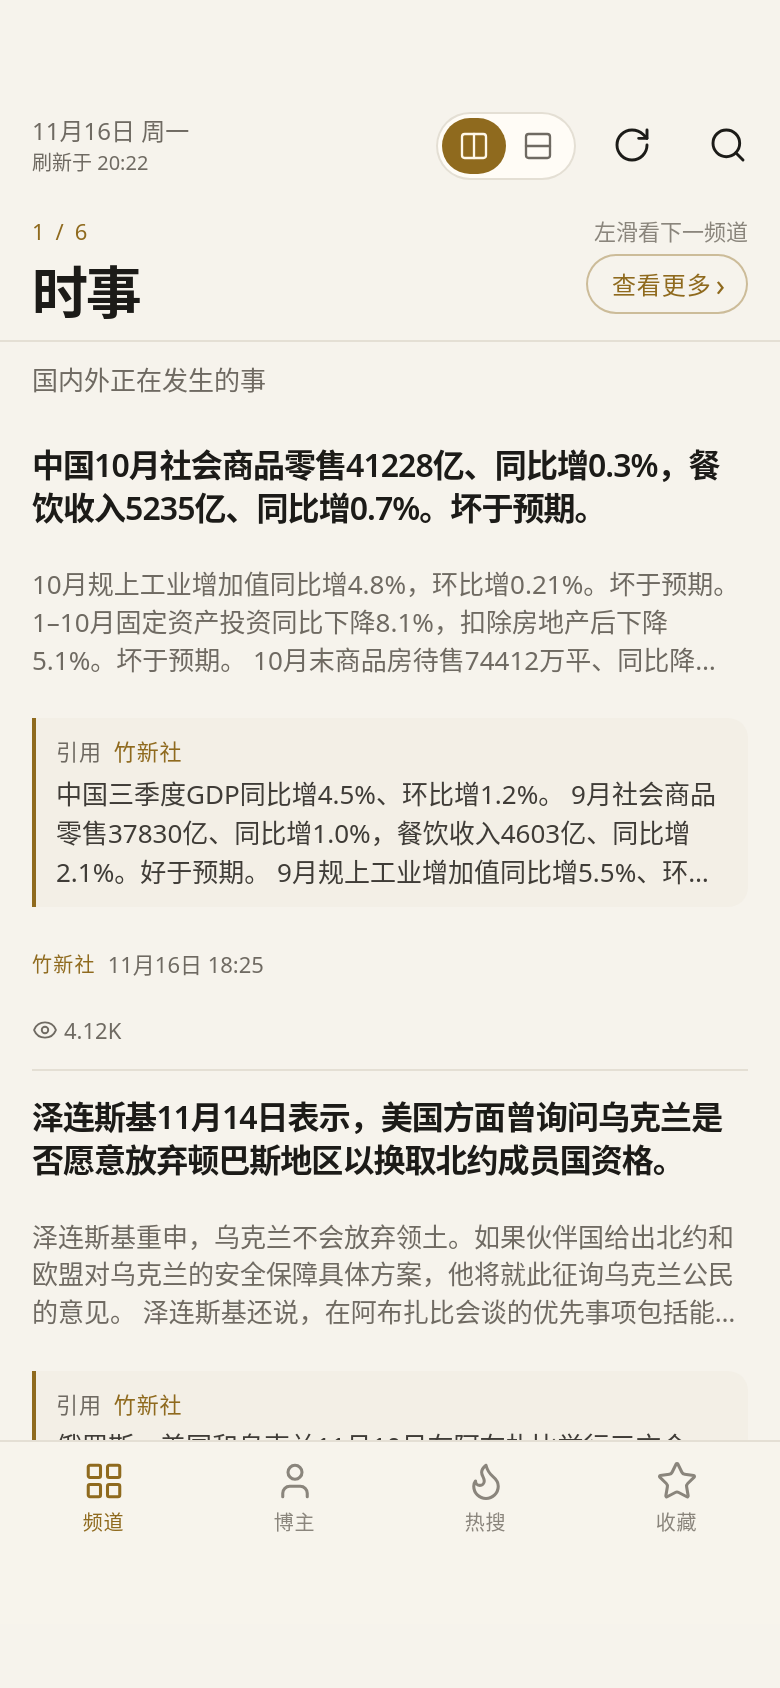 11月16日 周一
刷新于 20:22
1 / 6
左滑看下一频道
时事
查看更多 ›
国内外正在发生的事
中国10月社会商品零售41228亿、同比增0.3%，餐
饮收入5235亿、同比增0.7%。坏于预期。
10月规上工业增加值同比增4.8%，环比增0.21%。坏于预期。
1–10月固定资产投资同比下降8.1%，扣除房地产后下降
5.1%。坏于预期。 10月末商品房待售74412万平、同比降...
引用 竹新社
中国三季度GDP同比增4.5%、环比增1.2%。 9月社会商品
零售37830亿、同比增1.0%，餐饮收入4603亿、同比增
2.1%。好于预期。 9月规上工业增加值同比增5.5%、环...
竹新社 11月16日 18:25
4.12K
泽连斯基11月14日表示，美国方面曾询问乌克兰是
否愿意放弃顿巴斯地区以换取北约成员国资格。
泽连斯基重申，乌克兰不会放弃领土。如果伙伴国给出北约和
欧盟对乌克兰的安全保障具体方案，他将就此征询乌克兰公民
的意见。 泽连斯基还说，在阿布扎比会谈的优先事项包括能...
引用 竹新社
频道
博主
热搜
收藏